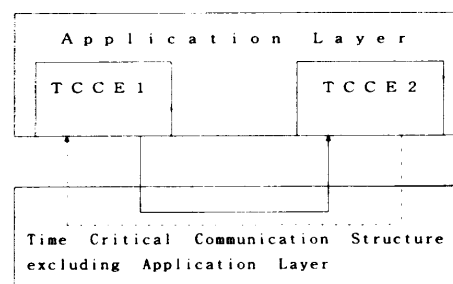 Application Layer
TCCE1
TCCE2
Time Critical Communication Structure
excluding Application Layer